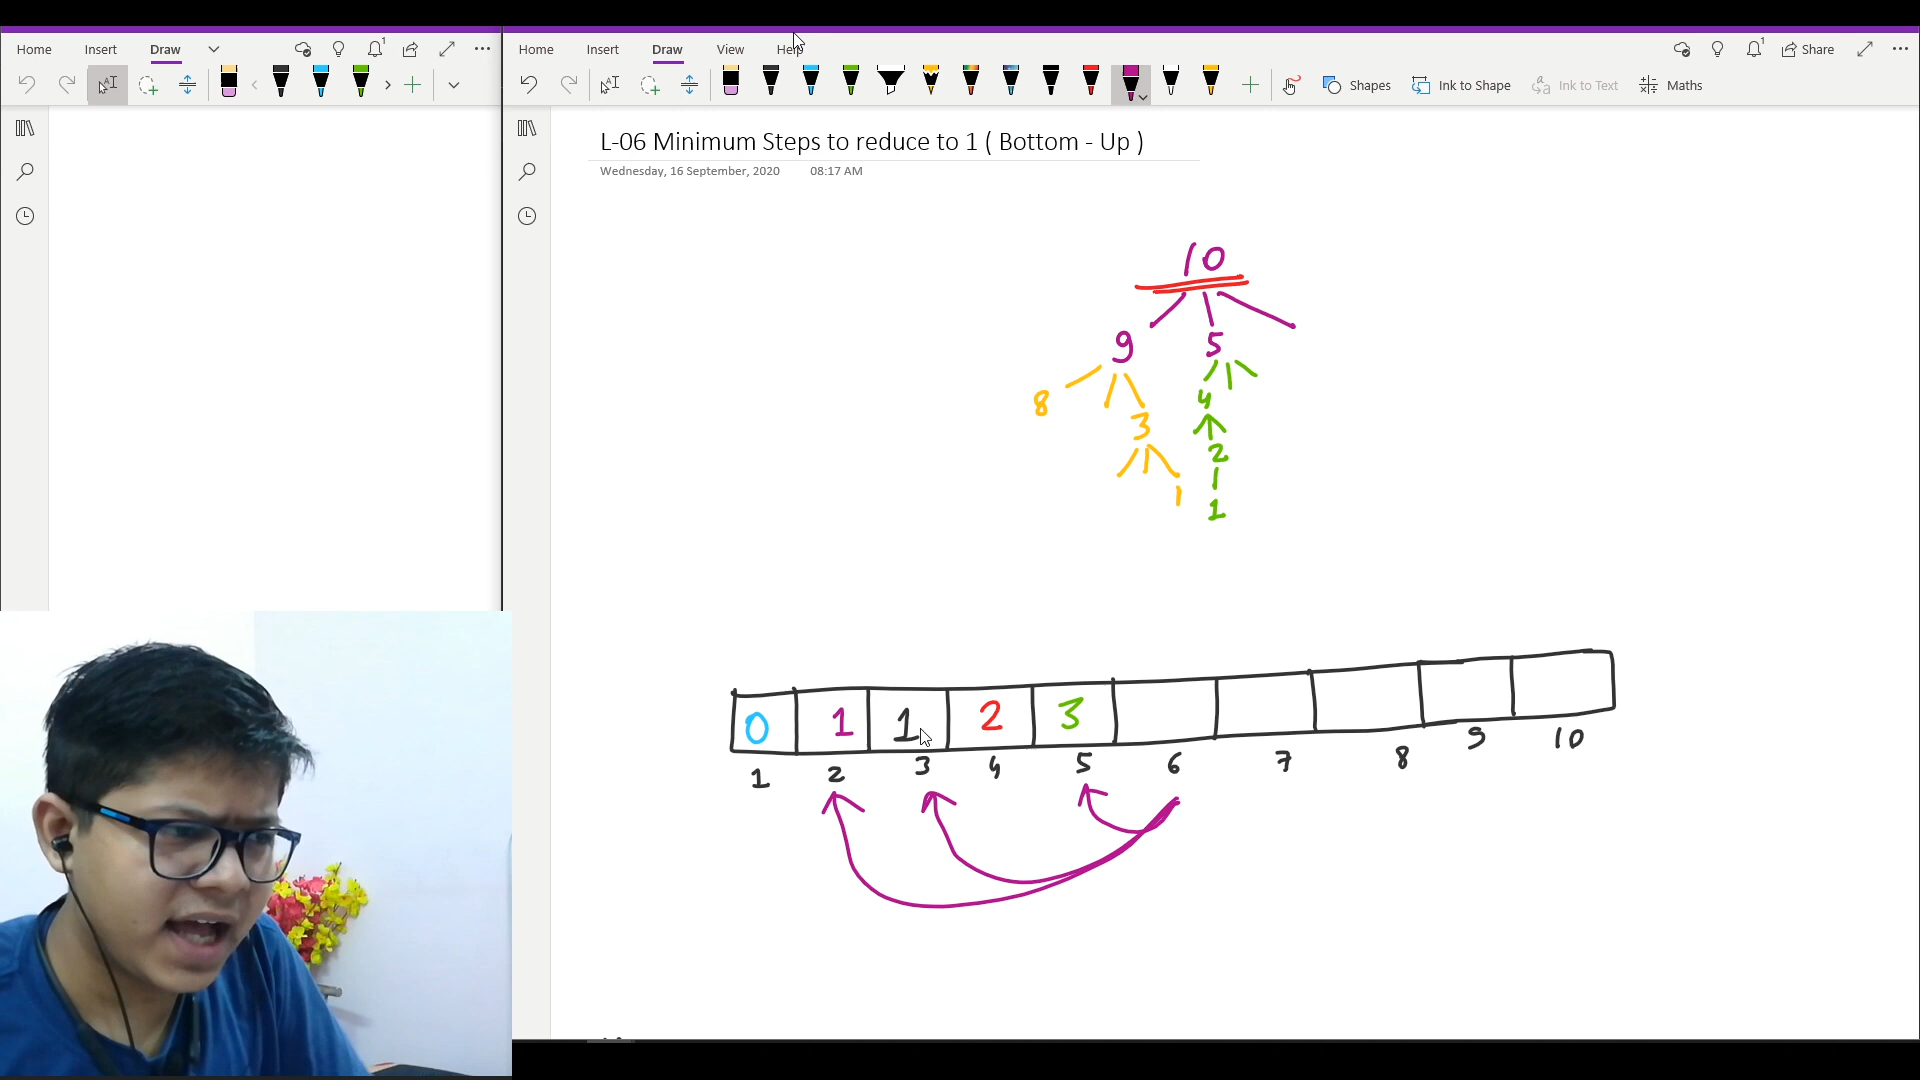 Home Insert Draw
Home Insert Draw View Help Share
Shapes Ink to Shape Ink to Text Maths
L-06 Minimum Steps to reduce to 1 ( Bottom - Up )
Wednesday, 16 September, 2020 08:17 AM
10
9 5
8 3 4
2
1 1
0 1 1 2 3
1 2 3 4 5 6 7 8 9 10